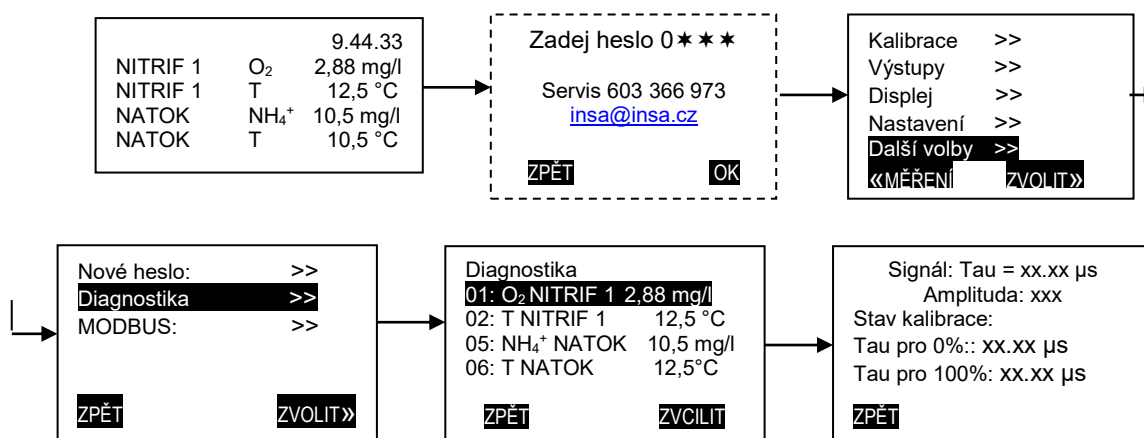 9.44.33
NITRIF 1 O₂ 2,88 mg/l
NITRIF 1 T 12,5 °C
NATOK NH₄⁺ 10,5 mg/l
NATOK T 10,5 °C
Zadej heslo 0✶✶✶
Servis 603 366 973
insa@insa.cz
ZPĚT OK
Kalibrace >>
Výstupy >>
Displej >>
Nastavení >>
Další volby >>
«MĚŘENÍ ZVOLIT»
Nové heslo: >>
Diagnostika >>
MODBUS: >>
ZPĚT ZVOLIT»
Diagnostika
01: O₂ NITRIF 1 2,88 mg/l
02: T NITRIF 1 12,5 °C
05: NH₄⁺ NATOK 10,5 mg/l
06: T NATOK 12,5°C
ZPĚT ZVCILIT
Signál: Tau = xx.xx µs
Amplituda: xxx
Stav kalibrace:
Tau pro 0%:: xx.xx µs
Tau pro 100%: xx.xx µs
ZPĚT